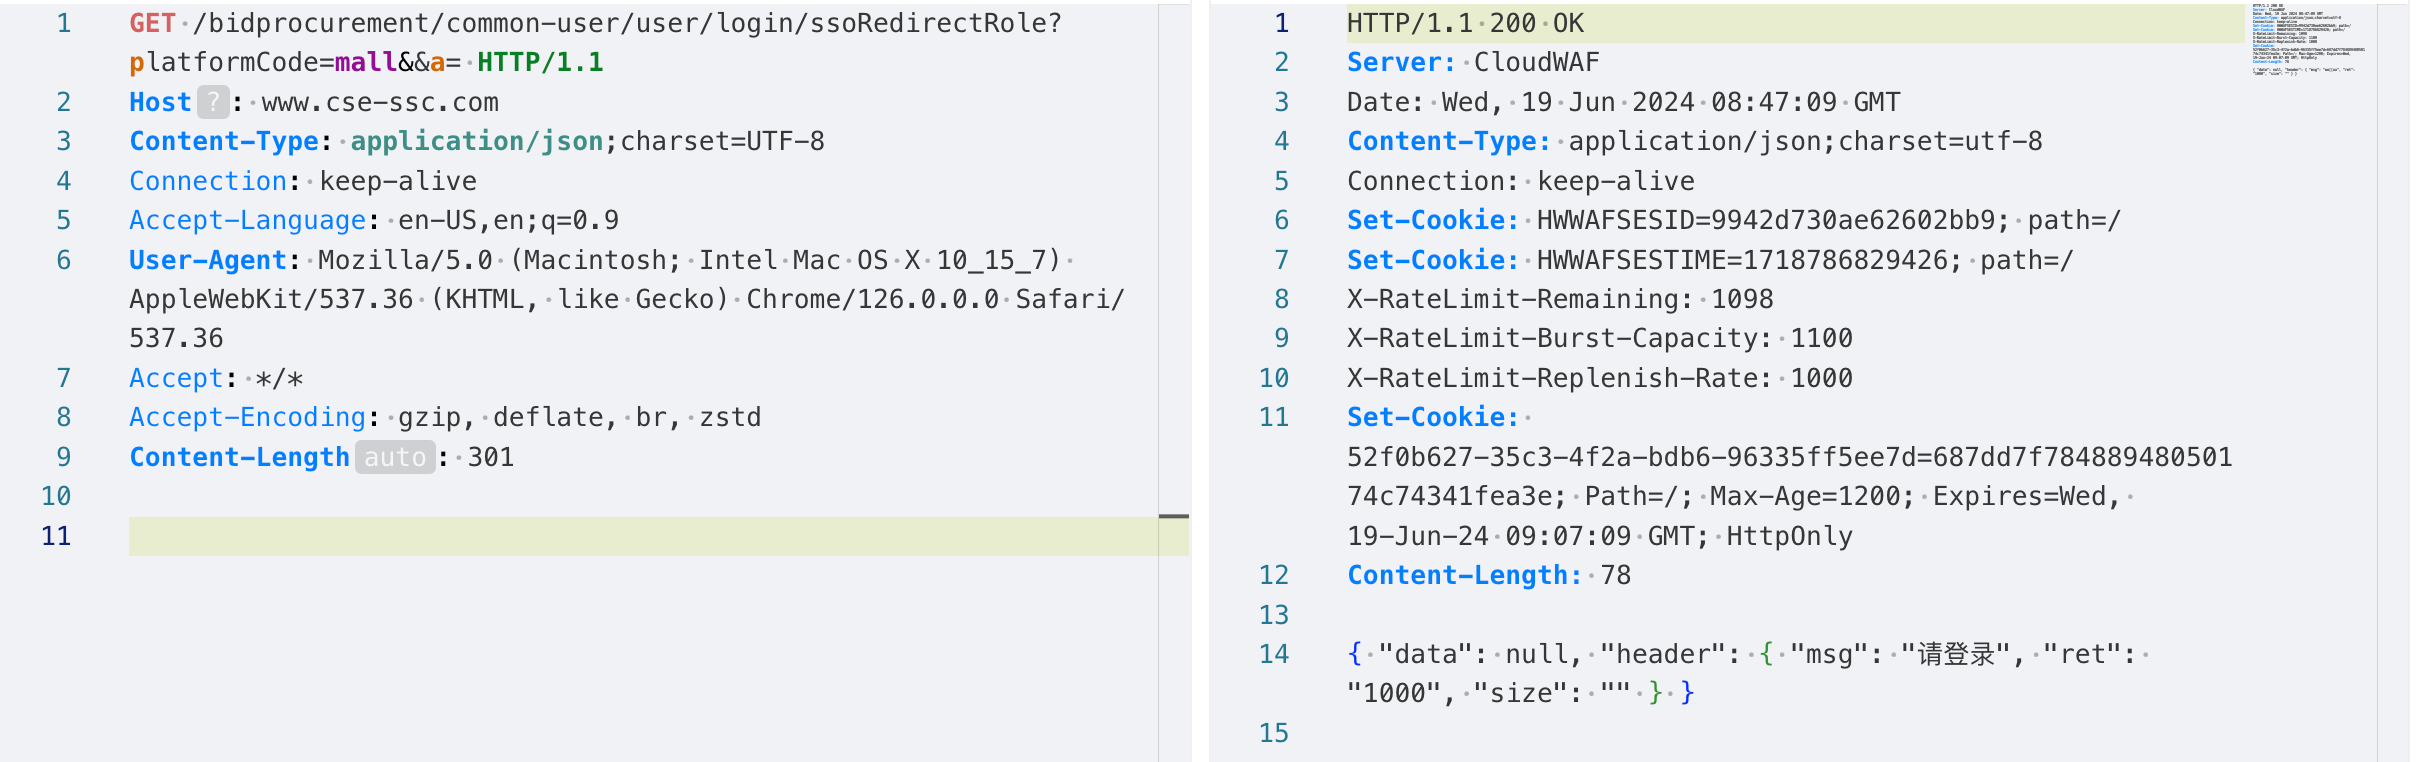 1 GET /bidprocurement/common-user/user/login/ssoRedirectRole?
platformCode=mall&&a= HTTP/1.1
2 Host ? : www.cse-ssc.com
3 Content-Type: application/json;charset=UTF-8
4 Connection: keep-alive
5 Accept-Language: en-US,en;q=0.9
6 User-Agent: Mozilla/5.0 (Macintosh; Intel Mac OS X 10_15_7)
AppleWebKit/537.36 (KHTML, like Gecko) Chrome/126.0.0.0 Safari/
537.36
7 Accept: */*
8 Accept-Encoding: gzip, deflate, br, zstd
9 Content-Length auto : 301
10
11
1 HTTP/1.1 200 OK
2 Server: CloudWAF
3 Date: Wed, 19 Jun 2024 08:47:09 GMT
4 Content-Type: application/json;charset=utf-8
5 Connection: keep-alive
6 Set-Cookie: HWWAFSESID=9942d730ae62602bb9; path=/
7 Set-Cookie: HWWAFSESTIME=1718786829426; path=/
8 X-RateLimit-Remaining: 1098
9 X-RateLimit-Burst-Capacity: 1100
10 X-RateLimit-Replenish-Rate: 1000
11 Set-Cookie:
52f0b627-35c3-4f2a-bdb6-96335ff5ee7d=687dd7f784889480501
74c74341fea3e; Path=/; Max-Age=1200; Expires=Wed,
19-Jun-24 09:07:09 GMT; HttpOnly
12 Content-Length: 78
13
14 { "data": null, "header": { "msg": "请登录", "ret":
"1000", "size": "" } }
15